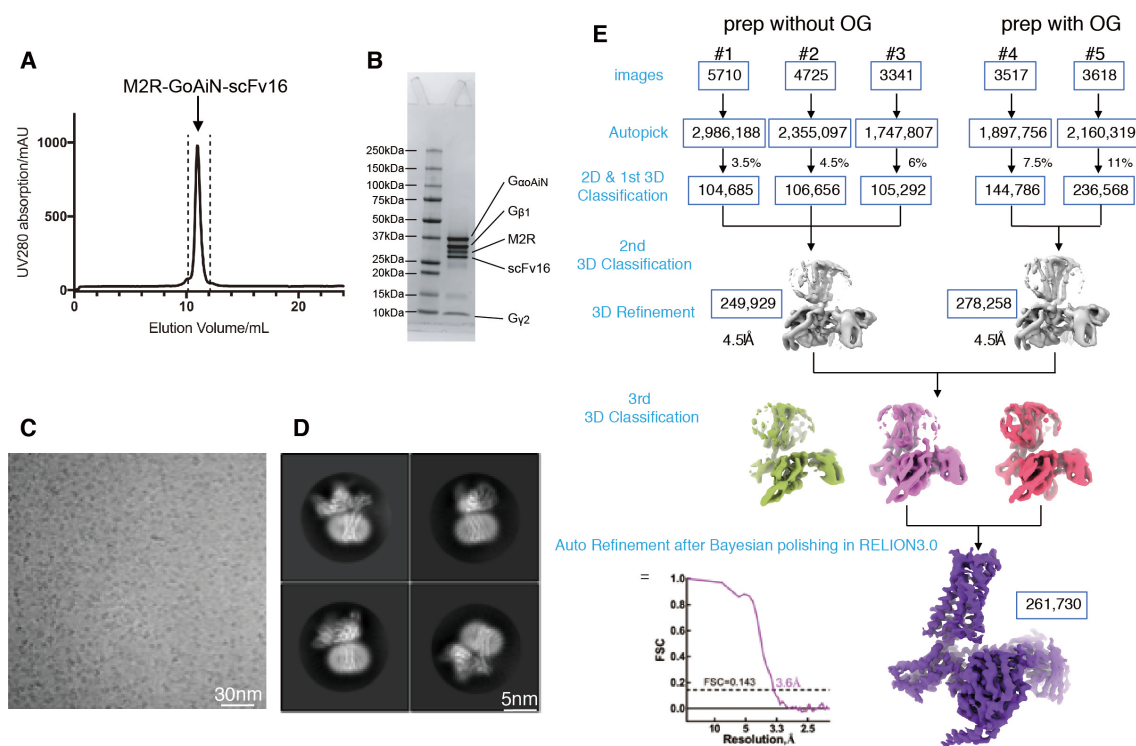 A
M2R-GoAiN-scFv16
UV280 absorption/mAU
1000
500
0
0
10
20
Elution Volume/mL
B
250kDa
150kDa
100kDa
75kDa
50kDa
37kDa
25kDa
20kDa
15kDa
10kDa
GαoAiN
Gβ1
M2R
scFv16
Gγ2
C
30nm
D
5nm
E
prep without OG
prep with OG
#1 #2 #3 #4 #5
images 5710 4725 3341 3517 3618
Autopick 2,986,188 2,355,097 1,747,807 1,897,756 2,160,319
3.5% 4.5% 6% 7.5% 11%
2D & 1st 3D
Classification
104,685 106,656 105,292 144,786 236,568
2nd
3D Classification
3D Refinement
249,929
4.5Å
278,258
4.5Å
3rd
3D Classification
Auto Refinement after Bayesian polishing in RELION3.0
=
261,730
FSC
1.0
0.8
0.6
0.4
0.2
0.0
FSC=0.143
3.6Å
10 5 3.3 2.5
Resolution,Å